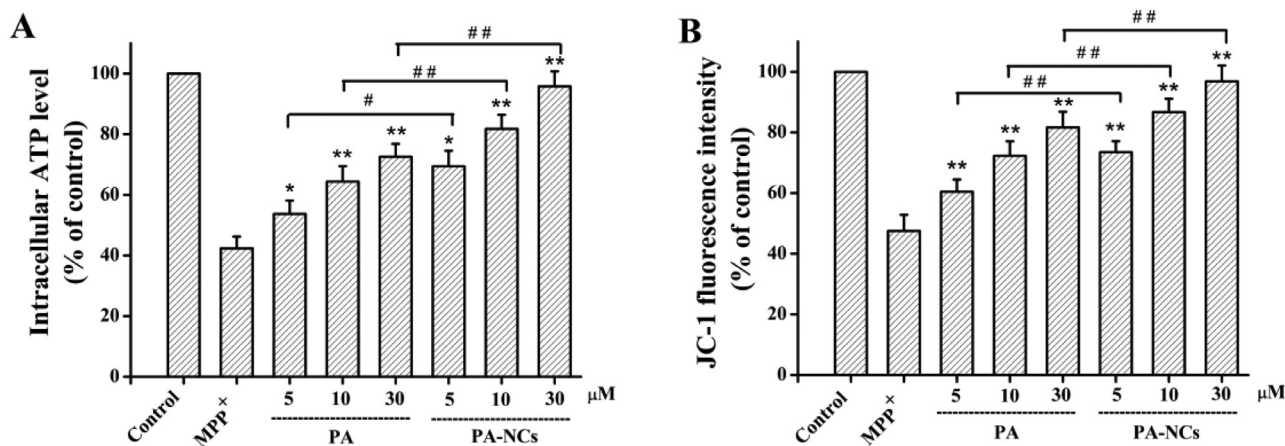 A
Intracellular ATP level
(% of control)
100
80
60
40
20
0
*
**
**
*
**
**
#
# #
# #
Control
MPP+
5
10
30
5
10
30
μM
PA
PA-NCs
B
JC-1 fluorescence intensity
(% of control)
100
80
60
40
20
0
**
**
**
**
**
**
# #
# #
# #
Control
MPP+
5
10
30
5
10
30
μM
PA
PA-NCs